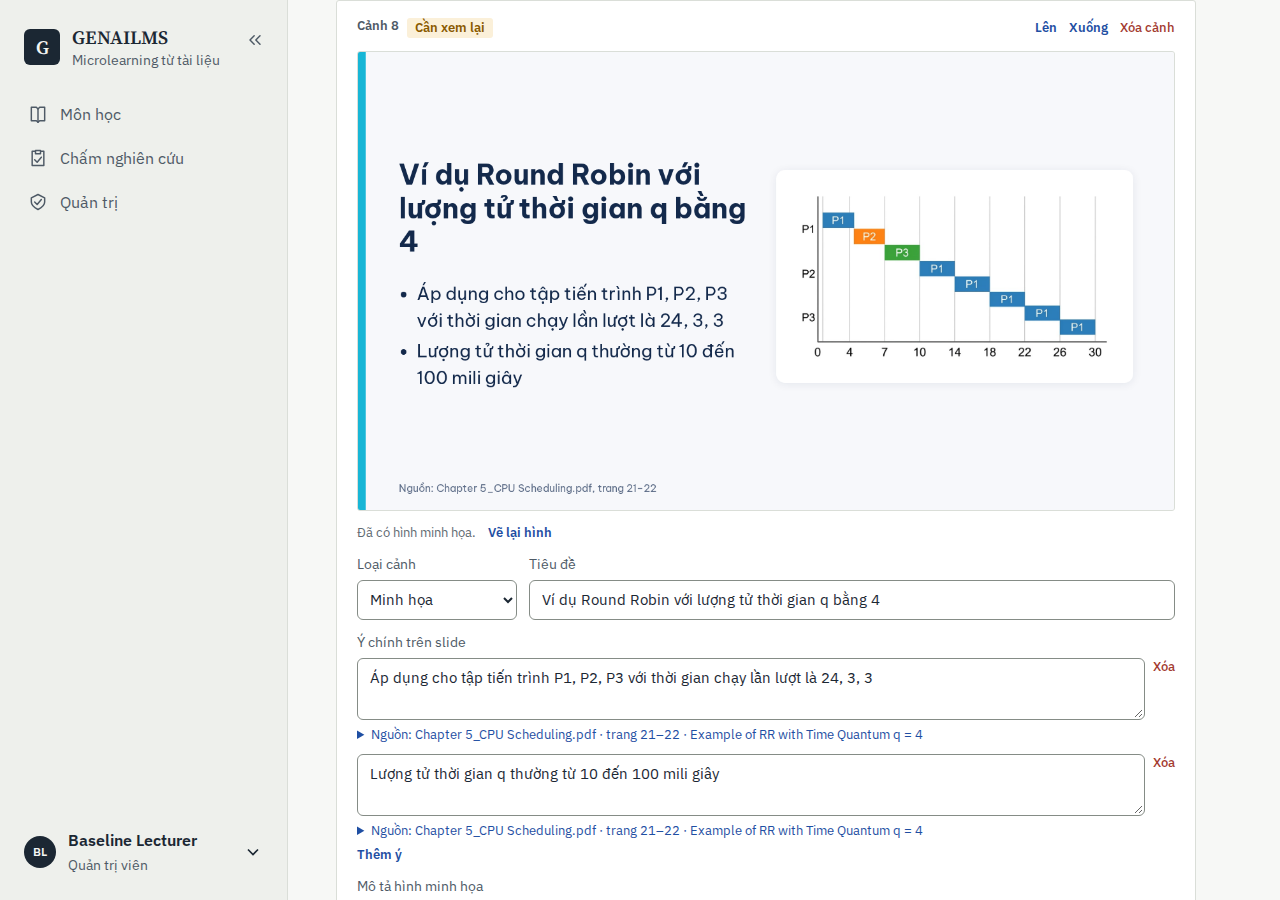 G
GENAILMS
Microlearning từ tài liệu
Môn học
Chấm nghiên cứu
Quản trị
BL
Baseline Lecturer
Quản trị viên
Cảnh 8
Cần xem lại
Lên
Xuống
Xóa cảnh
Ví dụ Round Robin với
lượng tử thời gian q bằng
4
• Áp dụng cho tập tiến trình P1, P2, P3
với thời gian chạy lần lượt là 24, 3, 3
• Lượng tử thời gian q thường từ 10 đến
100 mili giây
P1
P2
P3
P1
P2
P3
P1
P1
P1
P1
P1
0 4 7 10 14 18 22 26 30
Nguồn: Chapter 5_CPU Scheduling.pdf, trang 21–22
Đã có hình minh họa.
Vẽ lại hình
Loại cảnh
Tiêu đề
Minh họa
Ví dụ Round Robin với lượng tử thời gian q bằng 4
Ý chính trên slide
Áp dụng cho tập tiến trình P1, P2, P3 với thời gian chạy lần lượt là 24, 3, 3
Xóa
Nguồn: Chapter 5_CPU Scheduling.pdf · trang 21–22 · Example of RR with Time Quantum q = 4
Lượng tử thời gian q thường từ 10 đến 100 mili giây
Xóa
Nguồn: Chapter 5_CPU Scheduling.pdf · trang 21–22 · Example of RR with Time Quantum q = 4
Thêm ý
Mô tả hình minh họa